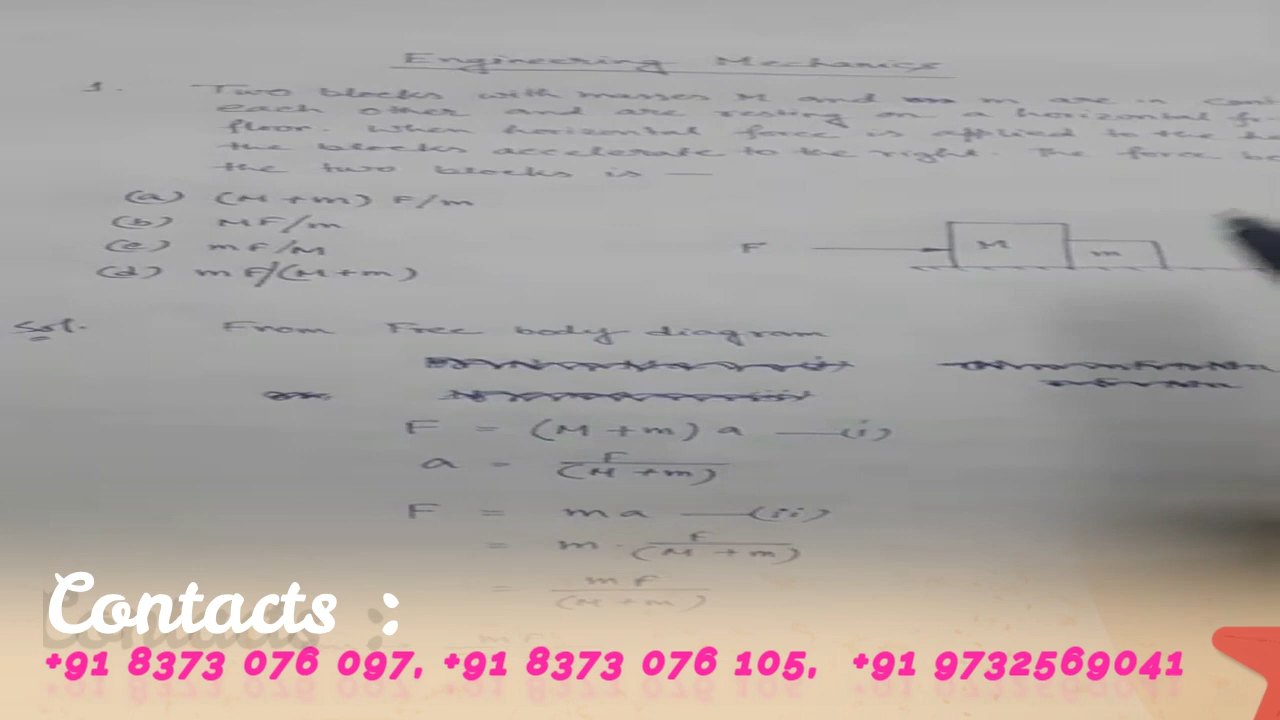 Engineering Mechanics
1. Two blocks with masses M and m are in
each other and are resting on a horizontal
floor. When horizontal force is applied to the
the blocks accelerate to the right. The force
the two blocks is —
(a) (M+m) F/m
(b) MF/m
(c) mF/M
(d) mF/(M+m)
F M m
Sol. From Free body diagram
F = (M+m) a —(i)
a = F/(M+m)
F = ma —(ii)
= m · F/(M+m)
= mF/(M+m)
Contacts :
+91 8373 076 097, +91 8373 076 105, +91 9732569041